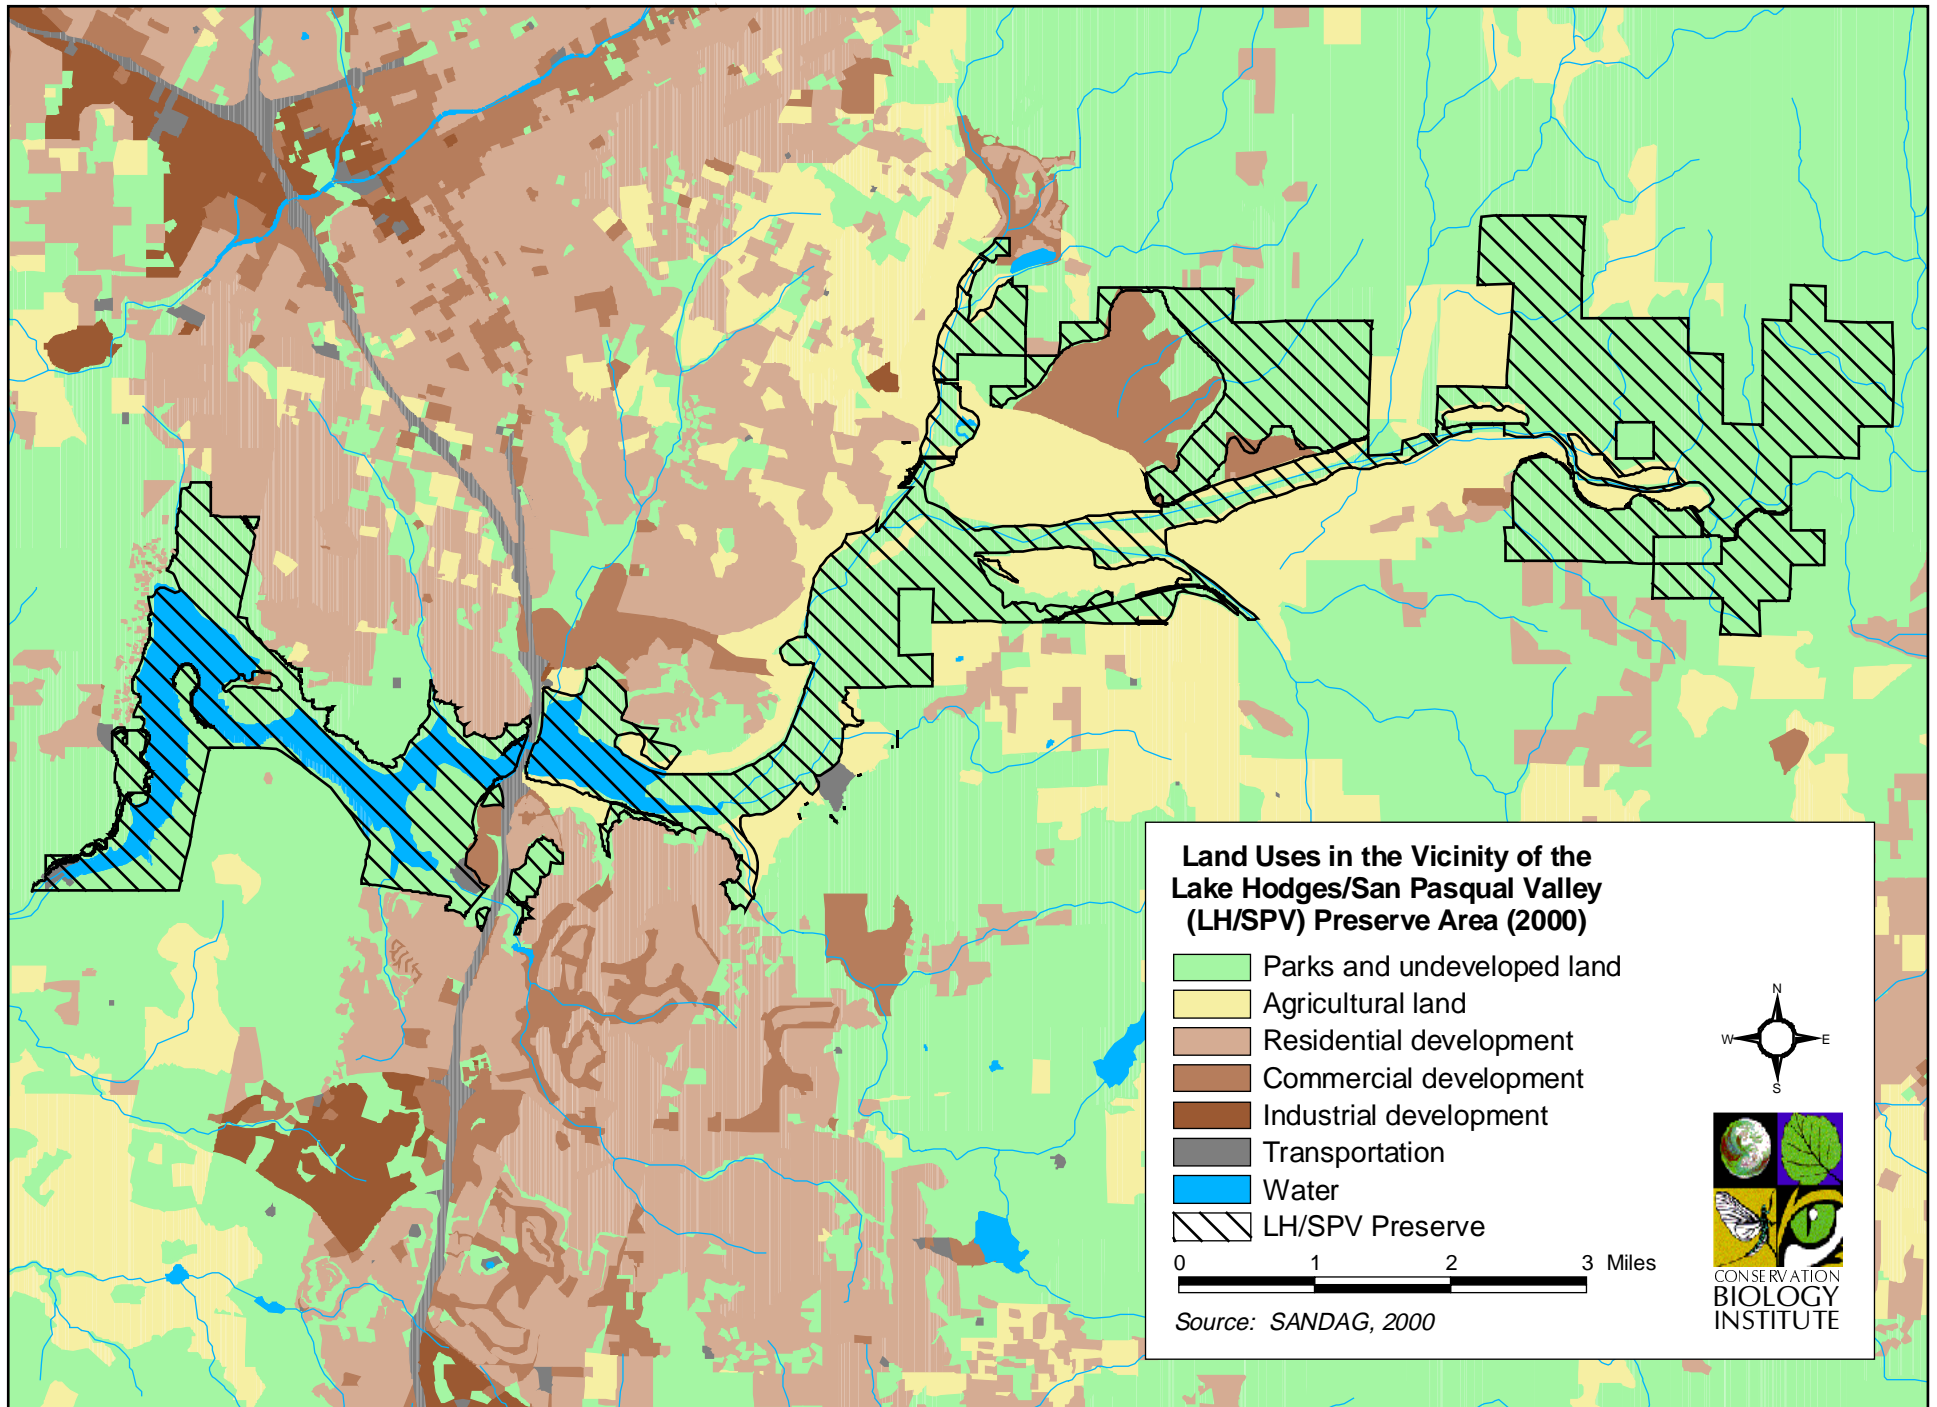 Land Uses in the Vicinity of the
Lake Hodges/San Pasqual Valley
(LH/SPV) Preserve Area (2000)
Parks and undeveloped land
Agricultural land
Residential development
Commercial development
Industrial development
Transportation
Water
LH/SPV Preserve
0 1 2 3 Miles
Source: SANDAG, 2000
N
W E
S
CONSERVATION
BIOLOGY
INSTITUTE